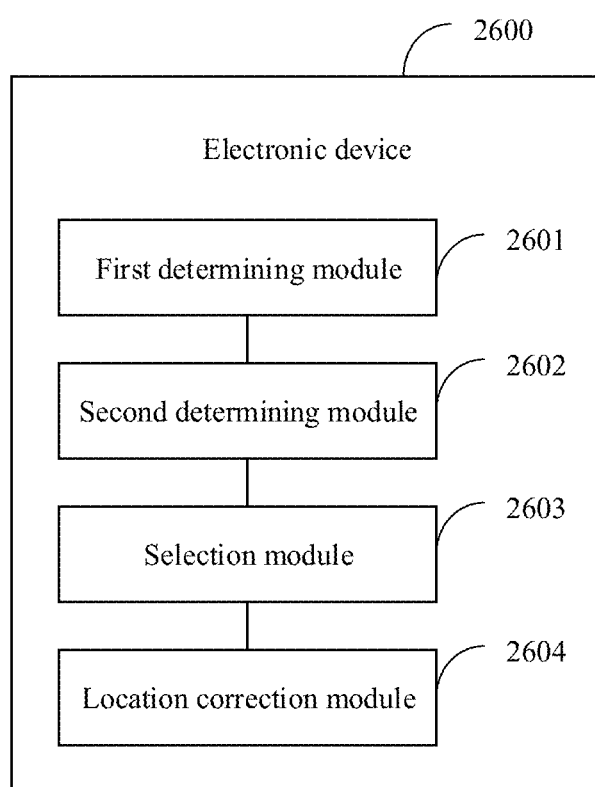 2600
Electronic device
2601
First determining module
2602
Second determining module
2603
Selection module
2604
Location correction module